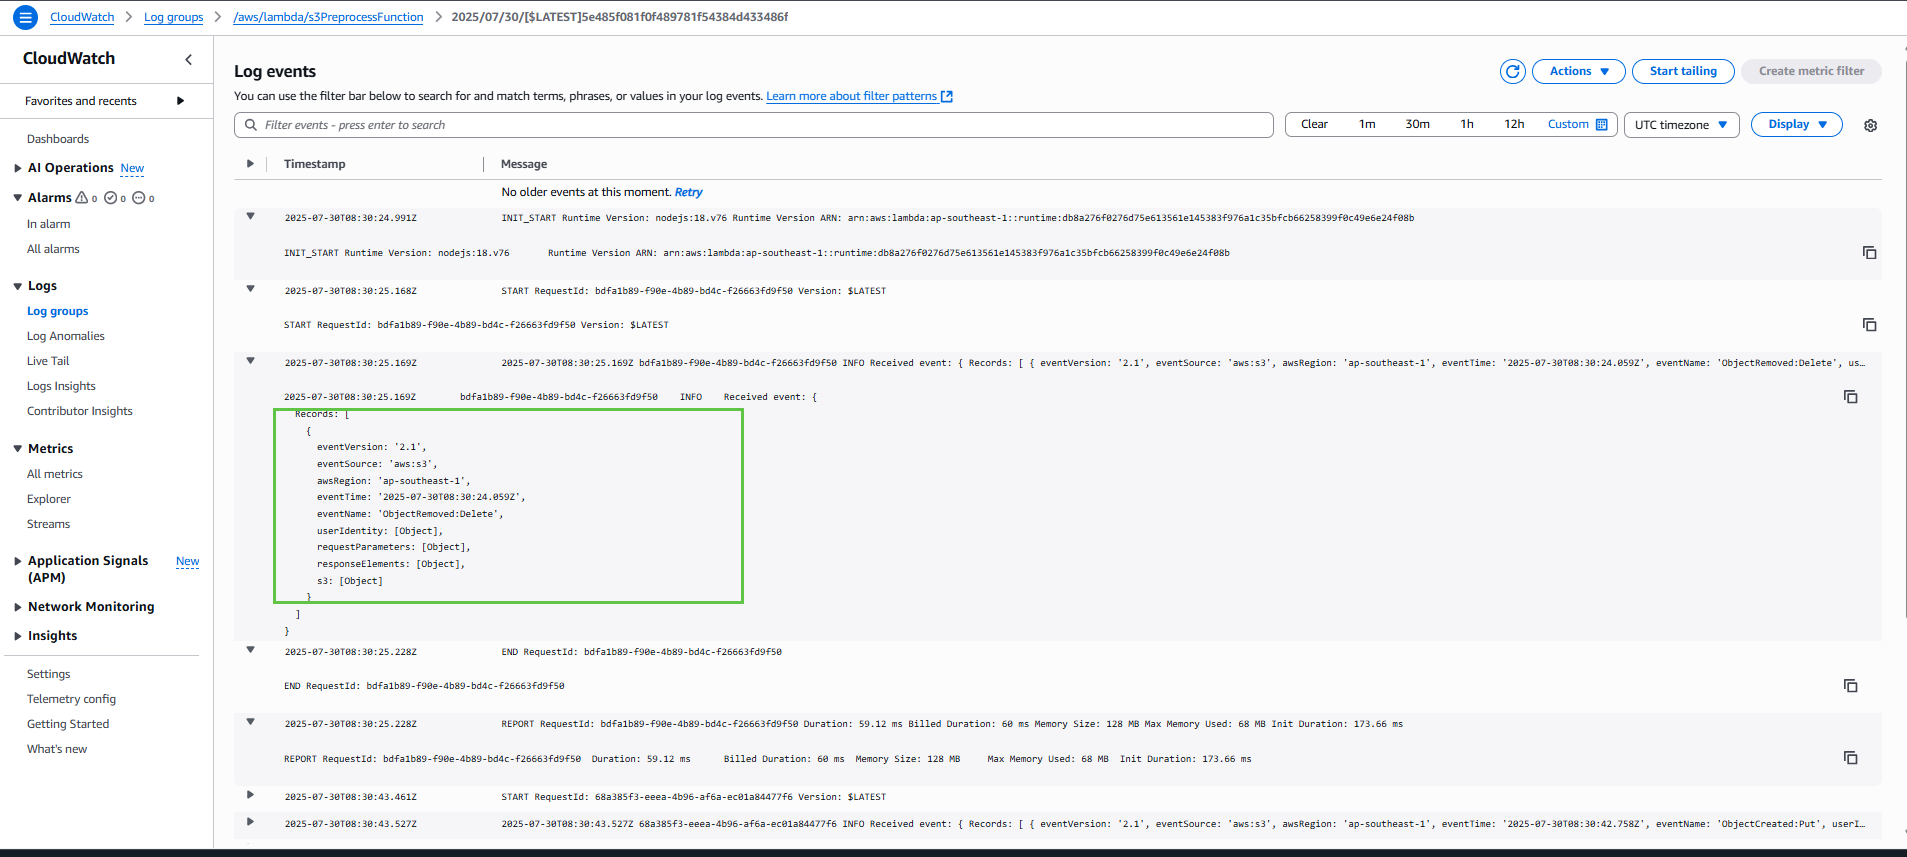 CloudWatch > Log groups > /aws/lambda/s3PreprocessFunction > 2025/07/30/[$LATEST]5e485f081f0f489781f54384d433486f
CloudWatch
Favorites and recents
Dashboards
AI Operations New
Alarms 0 0 0
In alarm
All alarms
Logs
Log groups
Log Anomalies
Live Tail
Logs Insights
Contributor Insights
Metrics
All metrics
Explorer
Streams
Application Signals New
(APM)
Network Monitoring
Insights
Settings
Telemetry config
Getting Started
What's new
Log events
Actions
Start tailing
Create metric filter
You can use the filter bar below to search for and match terms, phrases, or values in your log events. Learn more about filter patterns
Filter events - press enter to search
Clear 1m 30m 1h 12h Custom UTC timezone Display
Timestamp Message
No older events at this moment. Retry
2025-07-30T08:30:24.991Z INIT_START Runtime Version: nodejs:18.v76 Runtime Version ARN: arn:aws:lambda:ap-southeast-1::runtime:db8a276f0276d75e613561e145383f976a1c35bfcb66258399f0c49e6e24f08b
INIT_START Runtime Version: nodejs:18.v76 Runtime Version ARN: arn:aws:lambda:ap-southeast-1::runtime:db8a276f0276d75e613561e145383f976a1c35bfcb66258399f0c49e6e24f08b
2025-07-30T08:30:25.168Z START RequestId: bdfa1b89-f90e-4b89-bd4c-f26663fd9f50 Version: $LATEST
START RequestId: bdfa1b89-f90e-4b89-bd4c-f26663fd9f50 Version: $LATEST
2025-07-30T08:30:25.169Z 2025-07-30T08:30:25.169Z bdfa1b89-f90e-4b89-bd4c-f26663fd9f50 INFO Received event: { Records: [ { eventVersion: '2.1', eventSource: 'aws:s3', awsRegion: 'ap-southeast-1', eventTime: '2025-07-30T08:30:24.059Z', eventName: 'ObjectRemoved:Delete', us…
2025-07-30T08:30:25.169Z bdfa1b89-f90e-4b89-bd4c-f26663fd9f50 INFO Received event: {
Records: [
{
eventVersion: '2.1',
eventSource: 'aws:s3',
awsRegion: 'ap-southeast-1',
eventTime: '2025-07-30T08:30:24.059Z',
eventName: 'ObjectRemoved:Delete',
userIdentity: [Object],
requestParameters: [Object],
responseElements: [Object],
s3: [Object]
}
]
}
2025-07-30T08:30:25.228Z END RequestId: bdfa1b89-f90e-4b89-bd4c-f26663fd9f50
END RequestId: bdfa1b89-f90e-4b89-bd4c-f26663fd9f50
2025-07-30T08:30:25.228Z REPORT RequestId: bdfa1b89-f90e-4b89-bd4c-f26663fd9f50 Duration: 59.12 ms Billed Duration: 60 ms Memory Size: 128 MB Max Memory Used: 68 MB Init Duration: 173.66 ms
REPORT RequestId: bdfa1b89-f90e-4b89-bd4c-f26663fd9f50 Duration: 59.12 ms Billed Duration: 60 ms Memory Size: 128 MB Max Memory Used: 68 MB Init Duration: 173.66 ms
2025-07-30T08:30:43.461Z START RequestId: 68a385f3-eeea-4b96-af6a-ec01a84477f6 Version: $LATEST
2025-07-30T08:30:43.527Z 2025-07-30T08:30:43.527Z 68a385f3-eeea-4b96-af6a-ec01a84477f6 INFO Received event: { Records: [ { eventVersion: '2.1', eventSource: 'aws:s3', awsRegion: 'ap-southeast-1', eventTime: '2025-07-30T08:30:42.758Z', eventName: 'ObjectCreated:Put', userI…